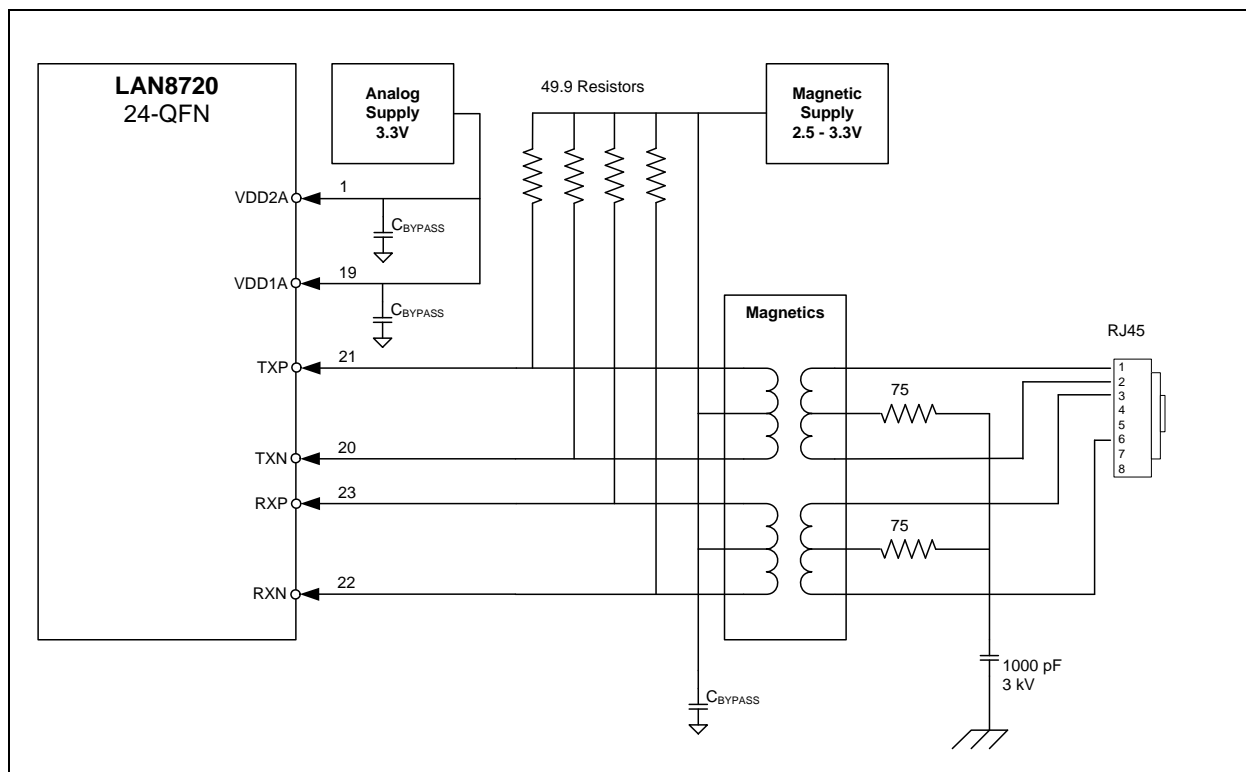 LAN8720
24-QFN
Analog
Supply
3.3V
49.9 Resistors
Magnetic
Supply
2.5 - 3.3V
VDD2A
1
CBYPASS
VDD1A
19
CBYPASS
Magnetics
RJ45
TXP
21
75
1
2
3
4
5
6
7
8
TXN
20
RXP
23
75
RXN
22
1000 pF
3 kV
CBYPASS